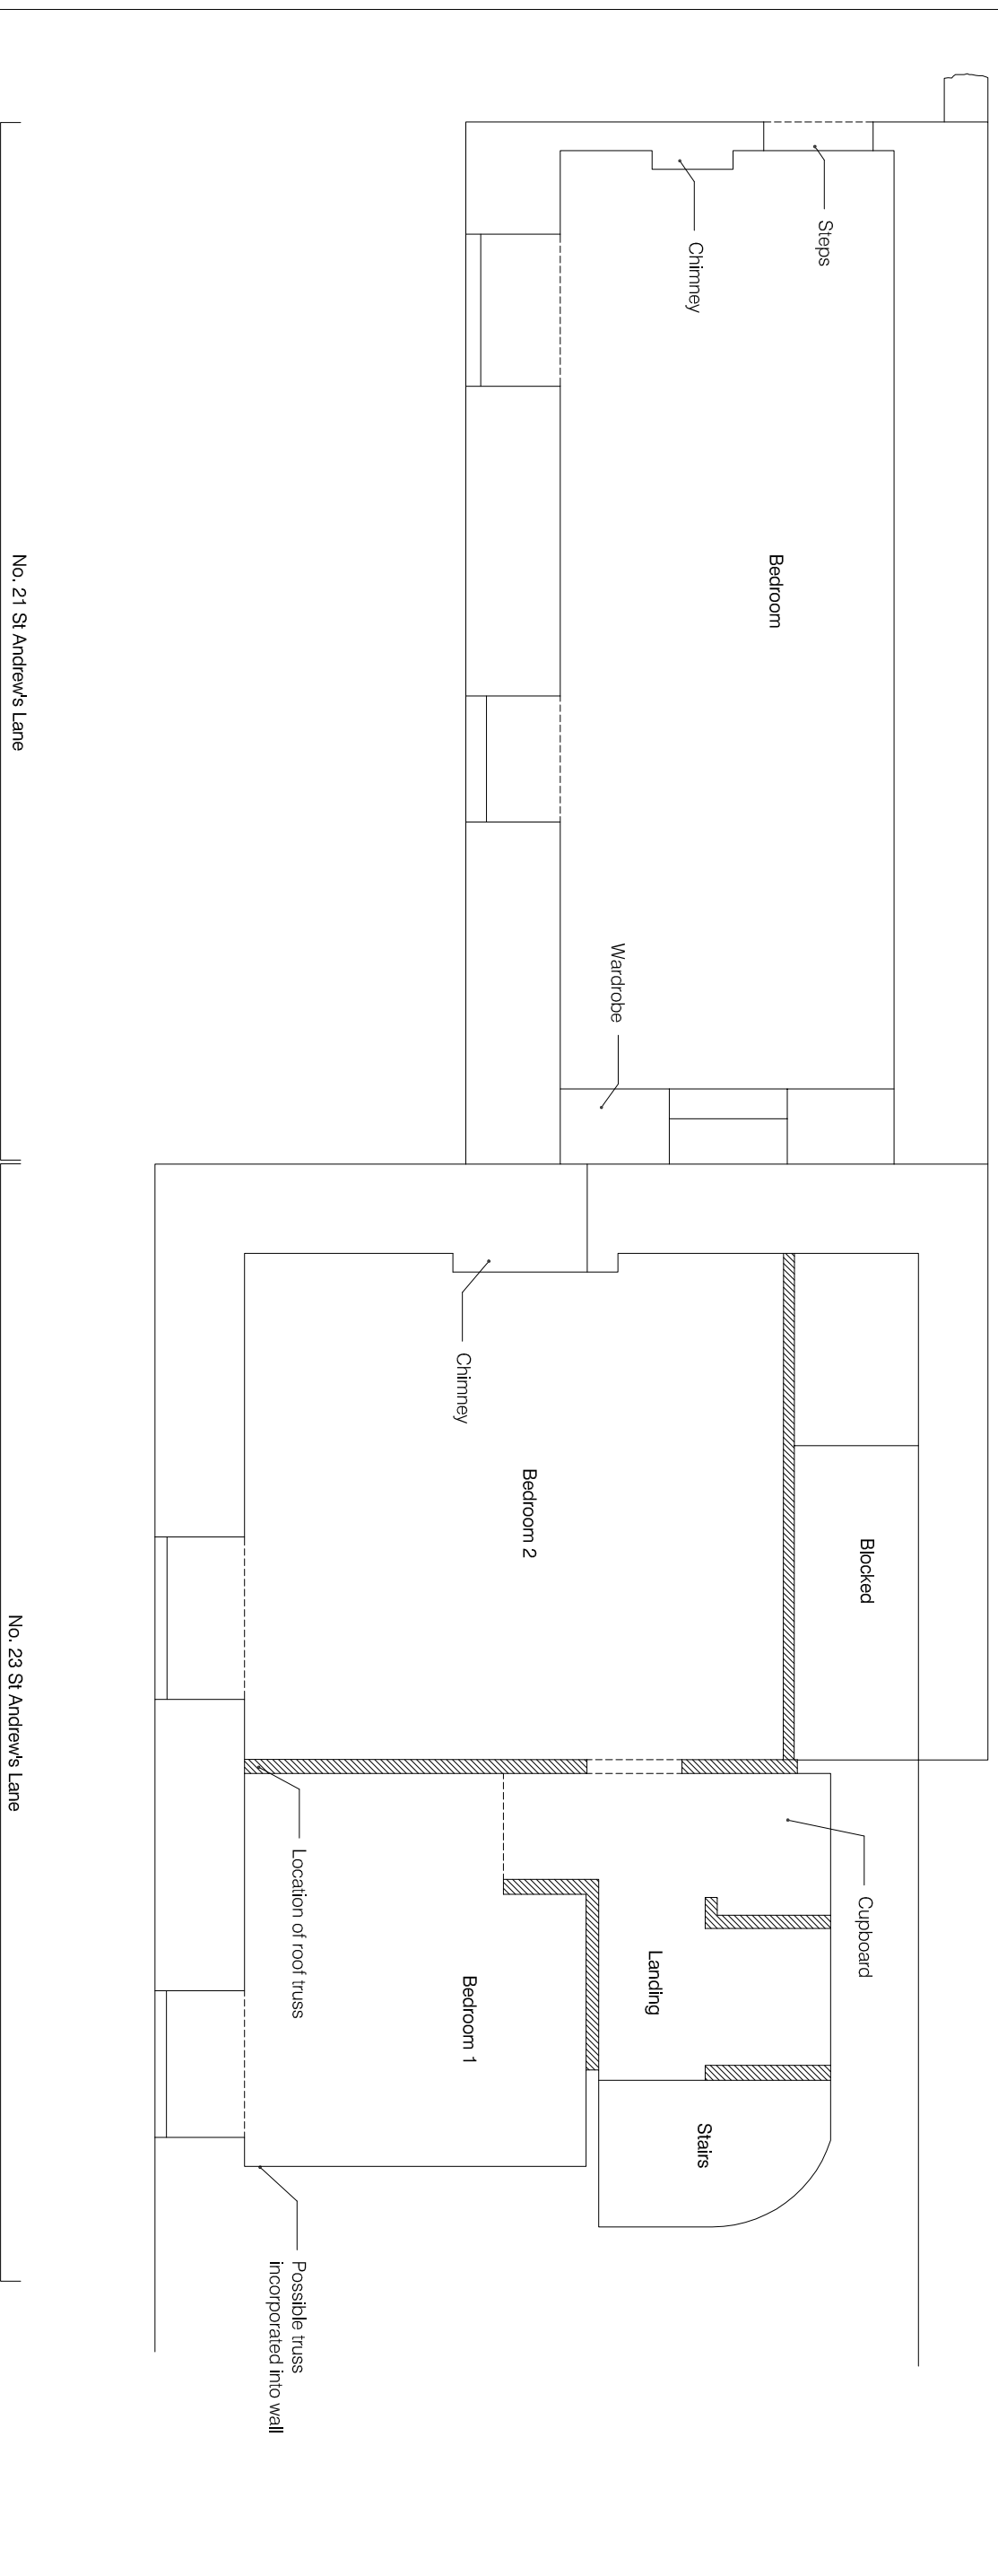 Steps
Chimney
Bedroom
Wardrobe
No. 21 St Andrew's Lane
Chimney
Bedroom 2
Blocked
Cupboard
Landing
Location of roof truss
Bedroom 1
Stairs
Possible truss
incorporated into wall
No. 23 St Andrew's Lane